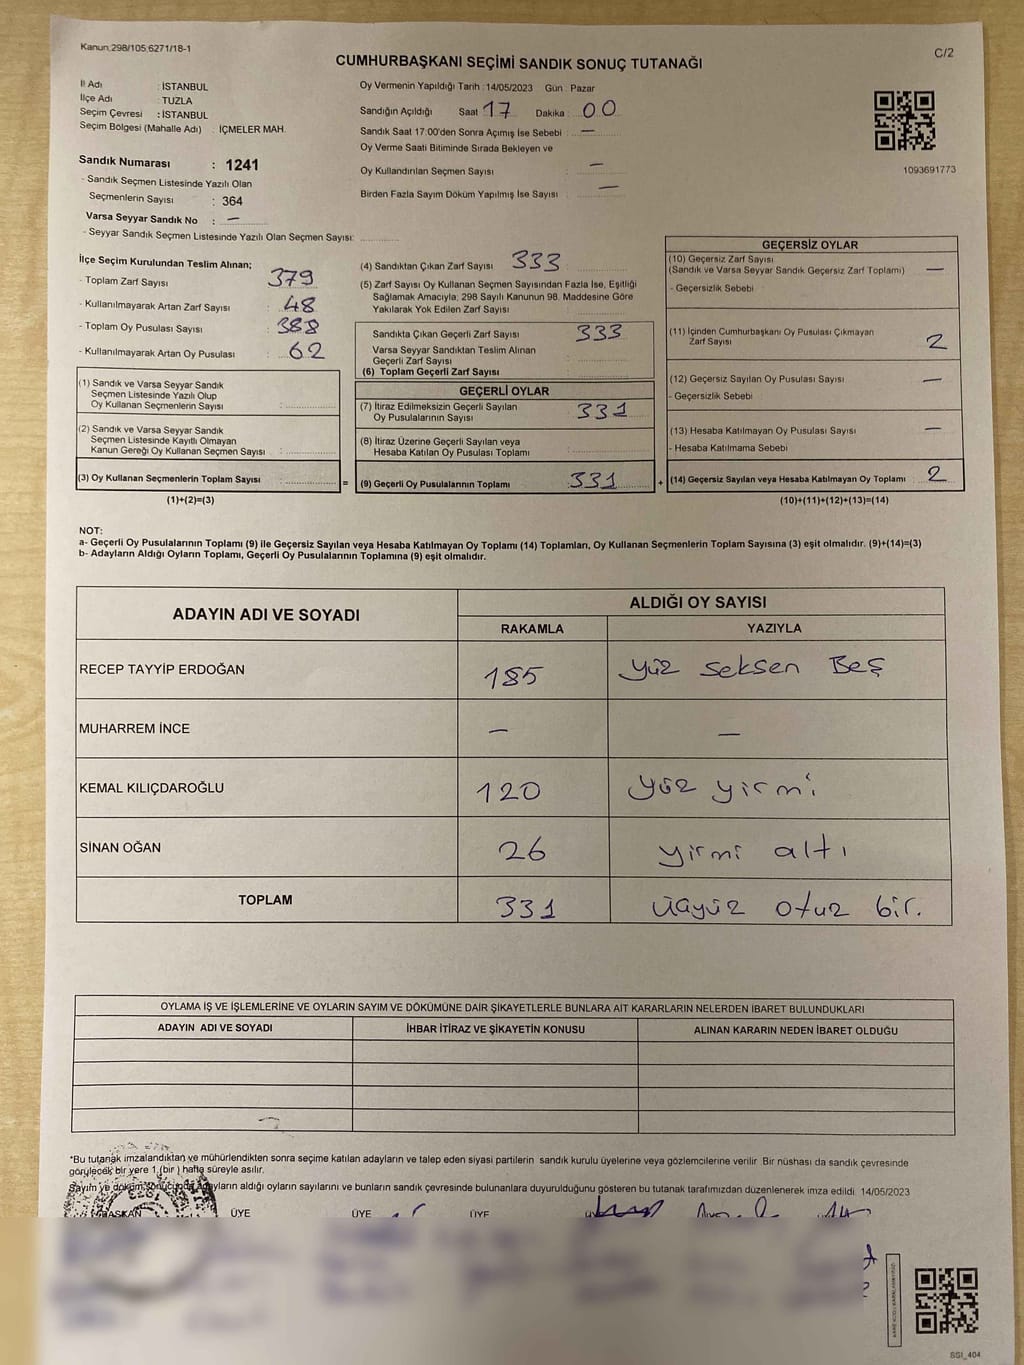 Kanun:298/105;6271/18-1
C/2
CUMHURBAŞKANI SEÇİMİ SANDIK SONUÇ TUTANAĞI
İl Adı : İSTANBUL
İlçe Adı : TUZLA
Seçim Çevresi : İSTANBUL
Seçim Bölgesi (Mahalle Adı) : İÇMELER MAH.
Sandık Numarası : 1241
- Sandık Seçmen Listesinde Yazılı Olan
Seçmenlerin Sayısı : 364
Varsa Seyyar Sandık No : —
- Seyyar Sandık Seçmen Listesinde Yazılı Olan Seçmen Sayısı:
Oy Vermenin Yapıldığı Tarih : 14/05/2023 Gün : Pazar
Sandığın Açıldığı Saat 17 Dakika : 00
Sandık Saat 17:00'den Sonra Açımış İse Sebebi : —
Oy Verme Saati Bitiminde Sırada Bekleyen ve
Oy Kullandırılan Seçmen Sayısı : —
Birden Fazla Sayım Döküm Yapılmış İse Sayısı : —
1093691773
İlçe Seçim Kurulundan Teslim Alınan;
- Toplam Zarf Sayısı : 379
- Kullanılmayarak Artan Zarf Sayısı : 48
- Toplam Oy Pusulası Sayısı : 388
- Kullanılmayarak Artan Oy Pusulası : 62
(1) Sandık ve Varsa Seyyar Sandık
Seçmen Listesinde Yazılı Olup
Oy Kullanan Seçmenlerin Sayısı :
(2) Sandık ve Varsa Seyyar Sandık
Seçmen Listesinde Kayıtlı Olmayan
Kanun Gereği Oy Kullanan Seçmen Sayısı :
(3) Oy Kullanan Seçmenlerin Toplam Sayısı :
(1)+(2)=(3)
=
(4) Sandıktan Çıkan Zarf Sayısı : 333
(5) Zarf Sayısı Oy Kullanan Seçmen Sayısından Fazla İse, Eşitliği
Sağlamak Amacıyla; 298 Sayılı Kanunun 98. Maddesine Göre
Yakılarak Yok Edilen Zarf Sayısı :
Sandıkta Çıkan Geçerli Zarf Sayısı : 333
Varsa Seyyar Sandıktan Teslim Alınan
Geçerli Zarf Sayısı :
(6) Toplam Geçerli Zarf Sayısı :
GEÇERLİ OYLAR
(7) İtiraz Edilmeksizin Geçerli Sayılan
Oy Pusulalarının Sayısı : 331
(8) İtiraz Üzerine Geçerli Sayılan veya
Hesaba Katılan Oy Pusulası Toplamı :
(9) Geçerli Oy Pusulalarının Toplamı : 331
+
GEÇERSİZ OYLAR
(10) Geçersiz Zarf Sayısı
(Sandık ve Varsa Seyyar Sandık Geçersiz Zarf Toplamı) : —
- Geçersizlik Sebebi
(11) İçinden Cumhurbaşkanı Oy Pusulası Çıkmayan
Zarf Sayısı : 2
(12) Geçersiz Sayılan Oy Pusulası Sayısı : —
- Geçersizlik Sebebi
(13) Hesaba Katılmayan Oy Pusulası Sayısı : —
- Hesaba Katılmama Sebebi
(14) Geçersiz Sayılan veya Hesaba Katılmayan Oy Toplamı : 2
(10)+(11)+(12)+(13)=(14)
NOT:
a- Geçerli Oy Pusulalarının Toplamı (9) ile Geçersiz Sayılan veya Hesaba Katılmayan Oy Toplamı (14) Toplamları, Oy Kullanan Seçmenlerin Toplam Sayısına (3) eşit olmalıdır. (9)+(14)=(3)
b- Adayların Aldığı Oyların Toplamı, Geçerli Oy Pusulalarının Toplamına (9) eşit olmalıdır.
ADAYIN ADI VE SOYADI
ALDIĞI OY SAYISI
RAKAMLA YAZIYLA
RECEP TAYYİP ERDOĞAN 185 yüz seksen Beş
MUHARREM İNCE — —
KEMAL KILIÇDAROĞLU 120 yüz yirmi
SİNAN OĞAN 26 yirmi altı
TOPLAM 331 üçyüz otuz bir.
OYLAMA İŞ VE İŞLEMLERİNE VE OYLARIN SAYIM VE DÖKÜMÜNE DAİR ŞİKAYETLERLE BUNLARA AİT KARARLARIN NELERDEN İBARET BULUNDUKLARI
ADAYIN ADI VE SOYADI İHBAR İTİRAZ VE ŞİKAYETİN KONUSU ALINAN KARARIN NEDEN İBARET OLDUĞU
*Bu tutanak imzalandıktan ve mühürlendikten sonra seçime katılan adayların ve talep eden siyasi partilerin sandık kurulu üyelerine veya gözlemcilerine verilir Bir nüshası da sandık çevresinde
görülecek bir yere 1 (bir ) hafta süreyle asılır.
Sayım ve döküm sonucunda adayların aldığı oyların sayılarını ve bunların sandık çevresinde bulunanlara duyurulduğunu gösteren bu tutanak tarafımızdan düzenlenerek imza edildi. 14/05/2023
BAŞKAN ÜYE ÜYE ÜYE
SSI_404